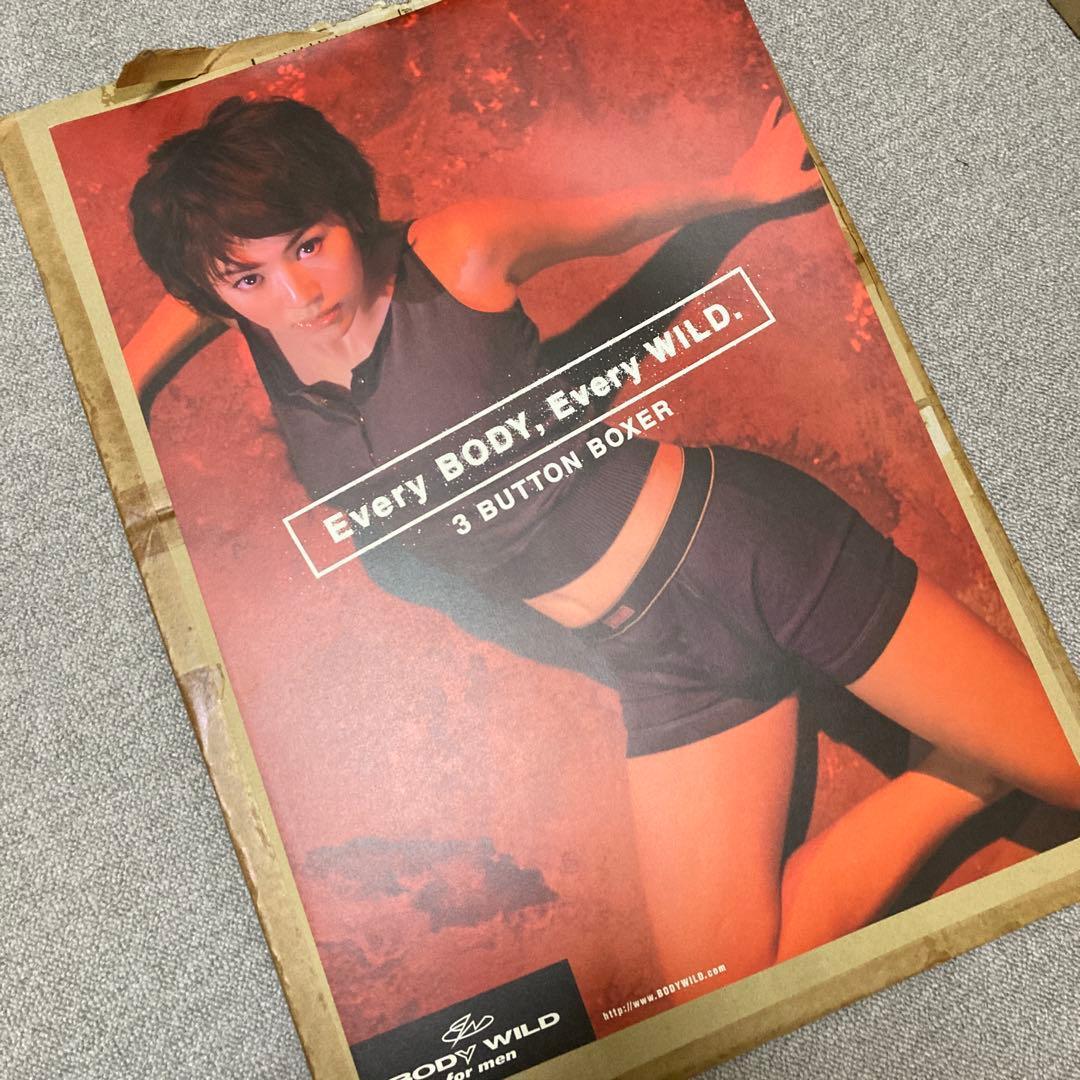 Every BODY, Every WILD.
3 BUTTON BOXER
http://www.BODYWILD.com
BODY WILD
for men